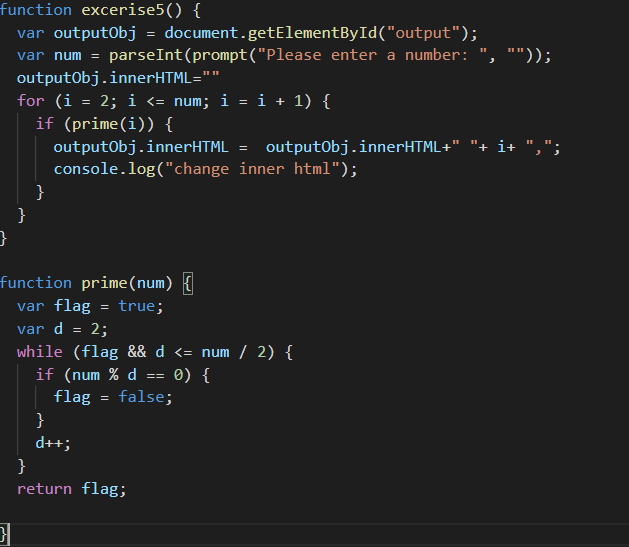 function excerise5() {
  var outputObj = document.getElementById("output");
  var num = parseInt(prompt("Please enter a number: ", ""));
  outputObj.innerHTML=""
  for (i = 2; i <= num; i = i + 1) {
    if (prime(i)) {
      outputObj.innerHTML =  outputObj.innerHTML+" "+ i+ ",";
      console.log("change inner html");
    }
  }
}

function prime(num) {
  var flag = true;
  var d = 2;
  while (flag && d <= num / 2) {
    if (num % d == 0) {
      flag = false;
    }
    d++;
  }
  return flag;

}